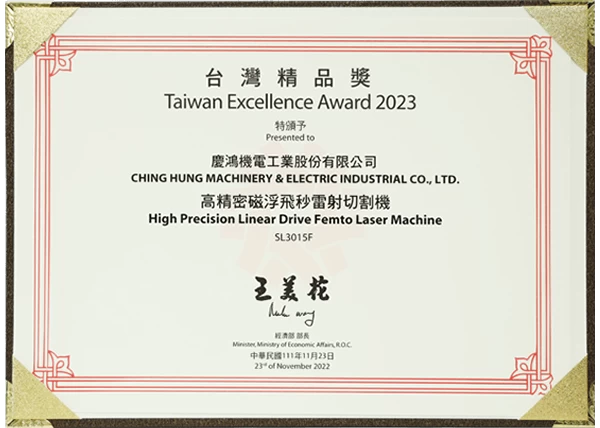 台灣精品獎
Taiwan Excellence Award 2023
特頒予
Presented to
慶鴻機電工業股份有限公司
CHING HUNG MACHINERY & ELECTRIC INDUSTRIAL CO., LTD.
高精密磁浮飛秒雷射切割機
High Precision Linear Drive Femto Laser Machine
SL3015F
王美花
經濟部 部長
Minister, Ministry of Economic Affairs, R.O.C.
中華民國111年11月23日
23rd of November 2022